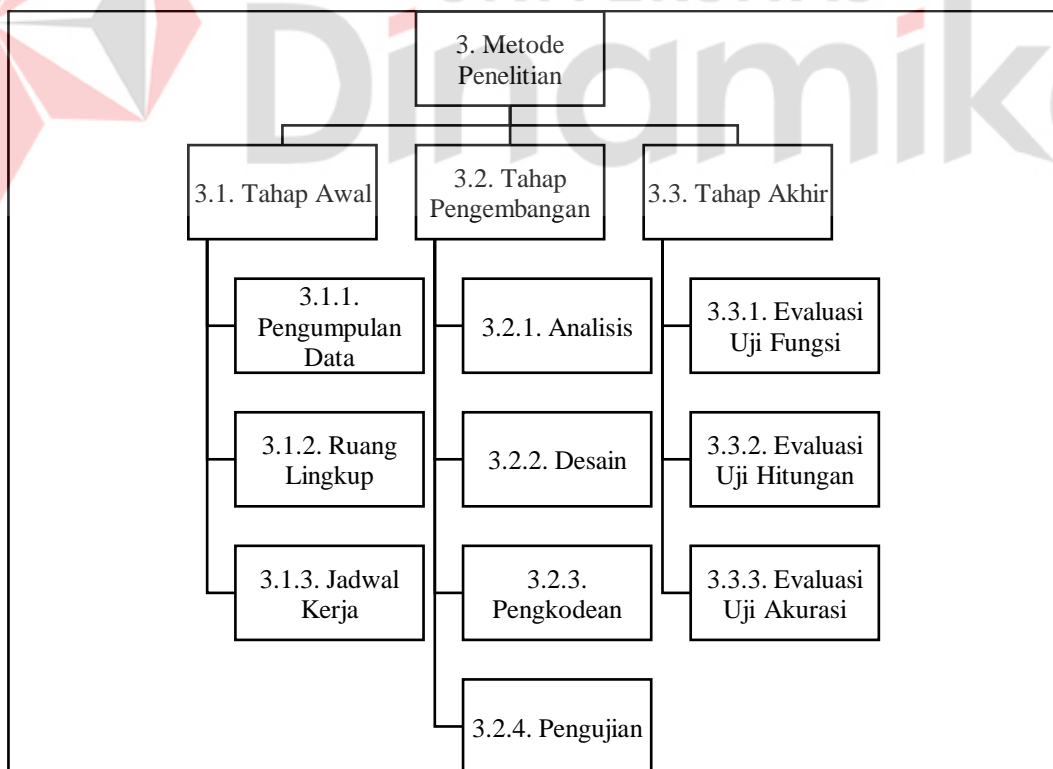 Dinamika
3. Metode
Penelitian
3.1. Tahap Awal
3.2. Tahap
Pengembangan
3.3. Tahap Akhir
3.1.1.
Pengumpulan
Data
3.2.1. Analisis
3.3.1. Evaluasi
Uji Fungsi
3.1.2. Ruang
Lingkup
3.2.2. Desain
3.3.2. Evaluasi
Uji Hitungan
3.1.3. Jadwal
Kerja
3.2.3.
Pengkodean
3.3.3. Evaluasi
Uji Akurasi
3.2.4. Pengujian